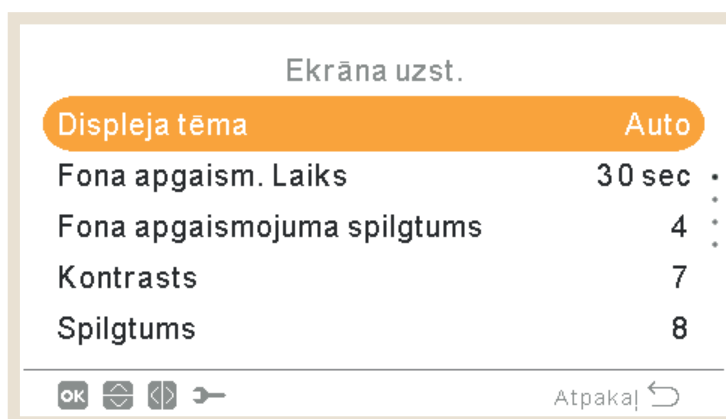 Ekrāna uzst.
Displeja tēma Auto
Fona apgaism. Laiks 30 sec
Fona apgaismojuma spilgtums 4
Kontrasts 7
Spilgtums 8
OK Atpakaļ